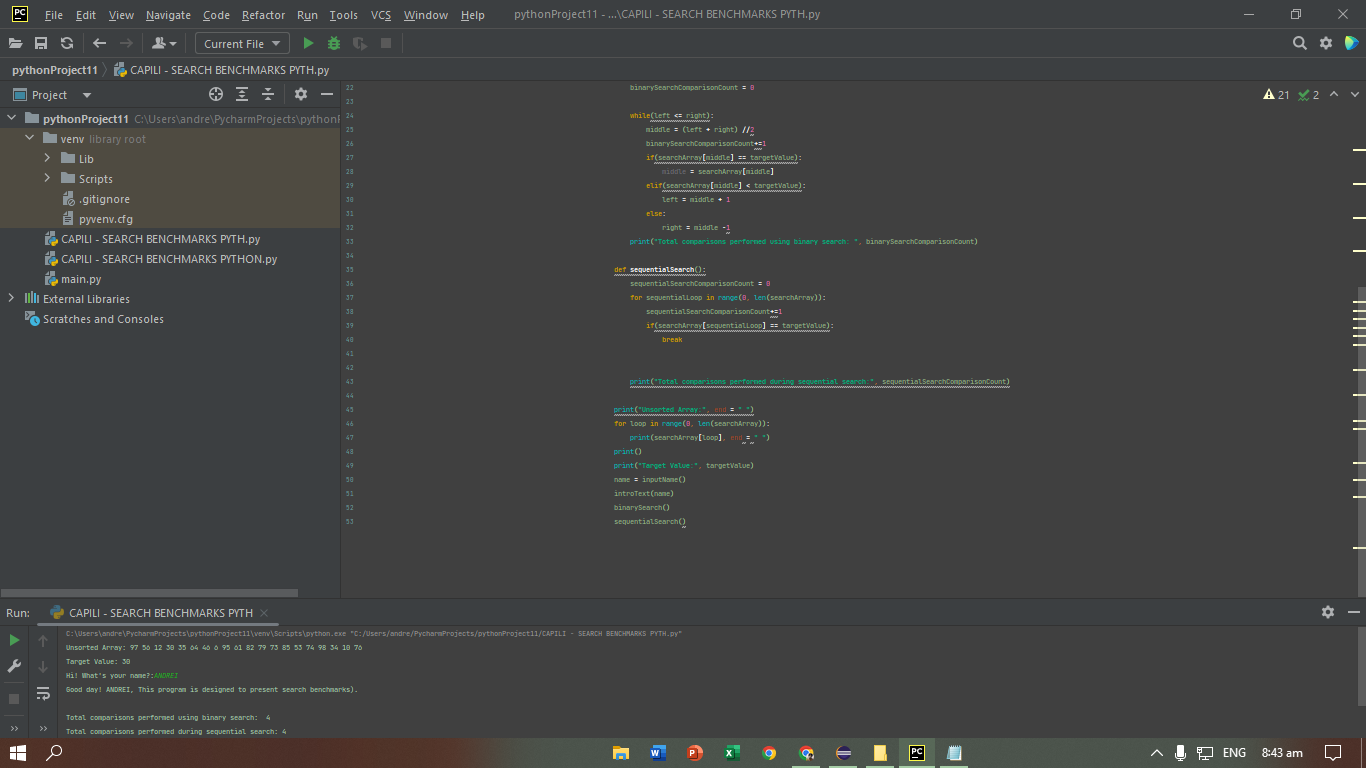 PC File Edit View Navigate Code Refactor Run Tools VCS Window Help pythonProject11 - ...\CAPILI - SEARCH BENCHMARKS PYTH.py
Current File
pythonProject11 CAPILI - SEARCH BENCHMARKS PYTH.py
Project
pythonProject11 C:\Users\andre\PycharmProjects\python
venv library root
Lib
Scripts
.gitignore
pyvenv.cfg
CAPILI - SEARCH BENCHMARKS PYTH.py
CAPILI - SEARCH BENCHMARKS PYTHON.py
main.py
External Libraries
Scratches and Consoles
21 2
22 binarySearchComparisonCount = 0
23
24 while(left <= right):
25 middle = (left + right) //2
26 binarySearchComparisonCount+=1
27 if(searchArray[middle] == targetValue):
28 middle = searchArray[middle]
29 elif(searchArray[middle] < targetValue):
30 left = middle + 1
31 else:
32 right = middle -1
33 print("Total comparisons performed using binary search: ", binarySearchComparisonCount)
34
35 def sequentialSearch():
36 sequentialSearchComparisonCount = 0
37 for sequentialLoop in range(0, len(searchArray)):
38 sequentialSearchComparisonCount+=1
39 if(searchArray[sequentialLoop] == targetValue):
40 break
41
42
43 print("Total comparisons performed during sequential search:", sequentialSearchComparisonCount)
44
45 print("Unsorted Array:", end = " ")
46 for loop in range(0, len(searchArray)):
47 print(searchArray[loop], end = " ")
48 print()
49 print("Target Value:", targetValue)
50 name = inputName()
51 introText(name)
52 binarySearch()
53 sequentialSearch()
Run: CAPILI - SEARCH BENCHMARKS PYTH
C:\Users\andre\PycharmProjects\pythonProject11\venv\Scripts\python.exe "C:/Users/andre/PycharmProjects/pythonProject11/CAPILI - SEARCH BENCHMARKS PYTH.py"
Unsorted Array: 97 56 12 30 35 64 46 6 95 61 82 79 73 85 53 74 98 34 10 76
Target Value: 30
Hi! What's your name?:ANDREI
Good day! ANDREI, This program is designed to present search benchmarks).
Total comparisons performed using binary search:  4
Total comparisons performed during sequential search: 4
ENG 8:43 am